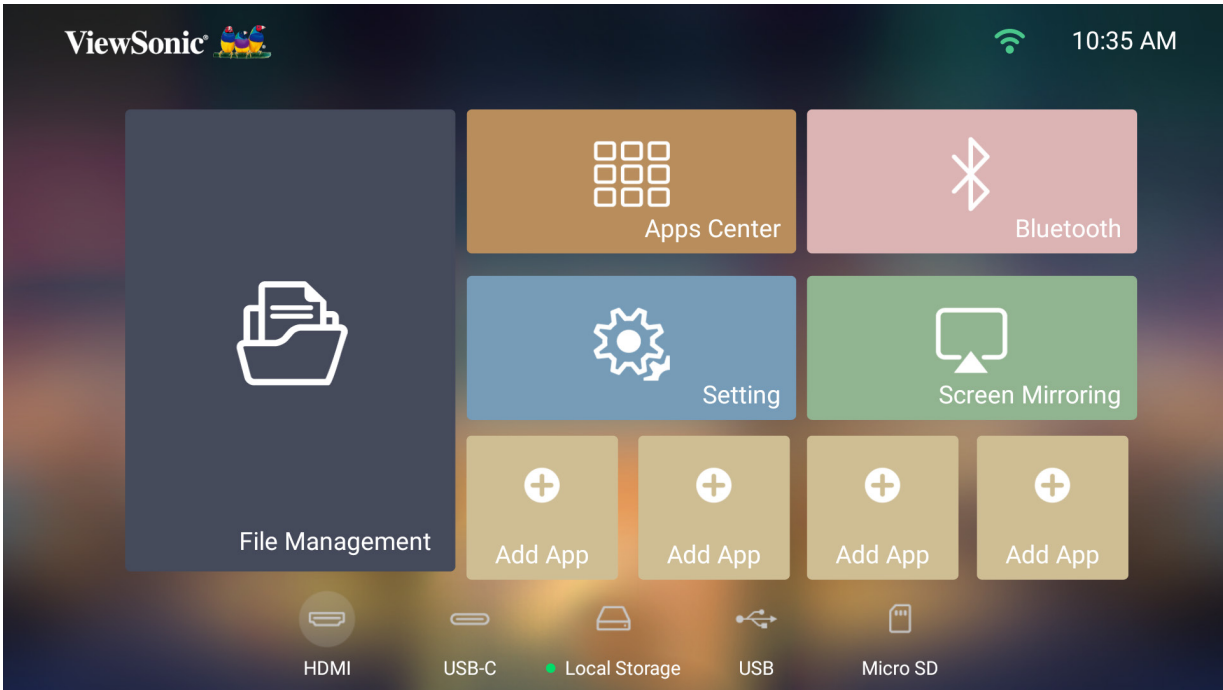 ViewSonic®
10:35 AM
Apps Center
Bluetooth
Setting
Screen Mirroring
File Management
Add App
Add App
Add App
Add App
HDMI
USB-C
Local Storage
USB
Micro SD